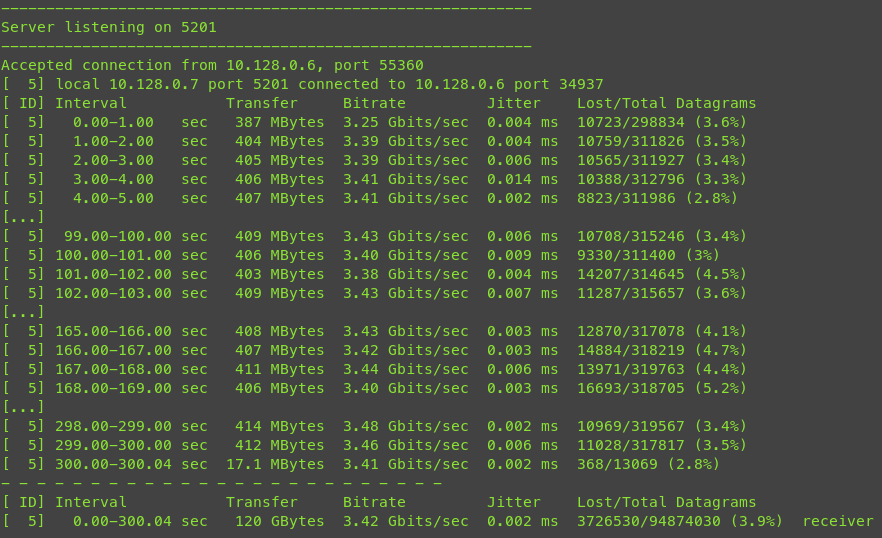 -----------------------------------------------------------
Server listening on 5201
-----------------------------------------------------------
Accepted connection from 10.128.0.6, port 55360
[  5] local 10.128.0.7 port 5201 connected to 10.128.0.6 port 34937
[ ID] Interval           Transfer     Bitrate         Jitter    Lost/Total Datagrams
[  5]   0.00-1.00   sec   387 MBytes  3.25 Gbits/sec  0.004 ms  10723/298834 (3.6%)
[  5]   1.00-2.00   sec   404 MBytes  3.39 Gbits/sec  0.004 ms  10759/311826 (3.5%)
[  5]   2.00-3.00   sec   405 MBytes  3.39 Gbits/sec  0.006 ms  10565/311927 (3.4%)
[  5]   3.00-4.00   sec   406 MBytes  3.41 Gbits/sec  0.014 ms  10388/312796 (3.3%)
[  5]   4.00-5.00   sec   407 MBytes  3.41 Gbits/sec  0.002 ms  8823/311986 (2.8%)
[...]
[  5]  99.00-100.00 sec   409 MBytes  3.43 Gbits/sec  0.006 ms  10708/315246 (3.4%)
[  5] 100.00-101.00 sec   406 MBytes  3.40 Gbits/sec  0.009 ms  9330/311400 (3%)
[  5] 101.00-102.00 sec   403 MBytes  3.38 Gbits/sec  0.004 ms  14207/314645 (4.5%)
[  5] 102.00-103.00 sec   409 MBytes  3.43 Gbits/sec  0.007 ms  11287/315657 (3.6%)
[...]
[  5] 165.00-166.00 sec   408 MBytes  3.43 Gbits/sec  0.003 ms  12870/317078 (4.1%)
[  5] 166.00-167.00 sec   407 MBytes  3.42 Gbits/sec  0.003 ms  14884/318219 (4.7%)
[  5] 167.00-168.00 sec   411 MBytes  3.44 Gbits/sec  0.006 ms  13971/319763 (4.4%)
[  5] 168.00-169.00 sec   406 MBytes  3.40 Gbits/sec  0.003 ms  16693/318705 (5.2%)
[...]
[  5] 298.00-299.00 sec   414 MBytes  3.48 Gbits/sec  0.002 ms  10969/319567 (3.4%)
[  5] 299.00-300.00 sec   412 MBytes  3.46 Gbits/sec  0.006 ms  11028/317817 (3.5%)
[  5] 300.00-300.04 sec  17.1 MBytes  3.41 Gbits/sec  0.002 ms  368/13069 (2.8%)
- - - - - - - - - - - - - - - - - - - - - - - - -
[ ID] Interval           Transfer     Bitrate         Jitter    Lost/Total Datagrams
[  5]   0.00-300.04 sec   120 GBytes  3.42 Gbits/sec  0.002 ms  3726530/94874030 (3.9%)  receiver